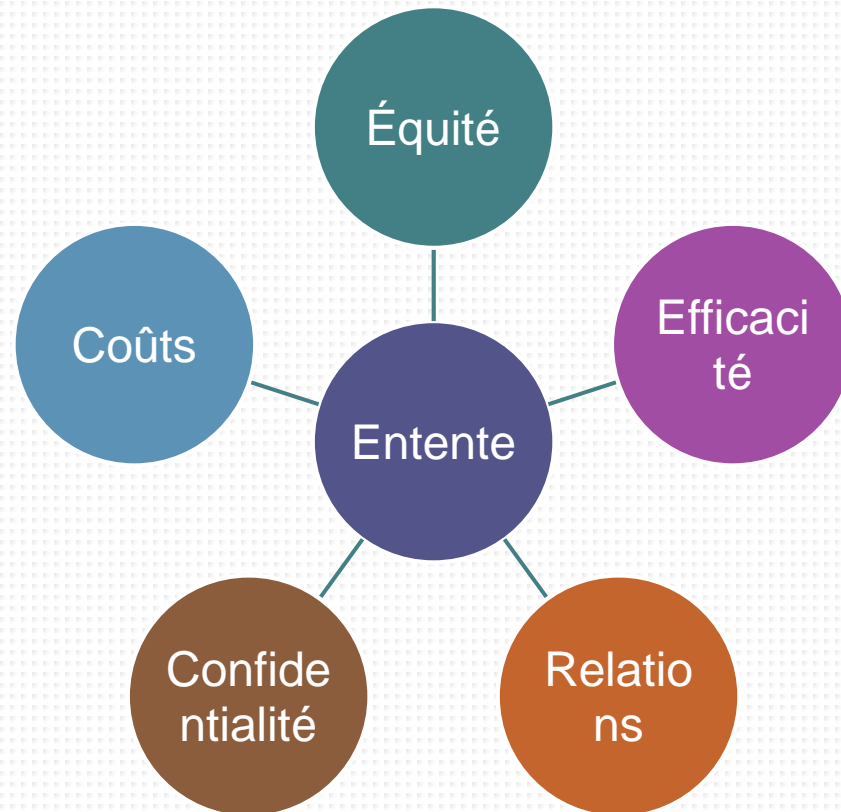 Équité
Coûts
Efficaci
té
Entente
Confide
ntialité
Relatio
ns